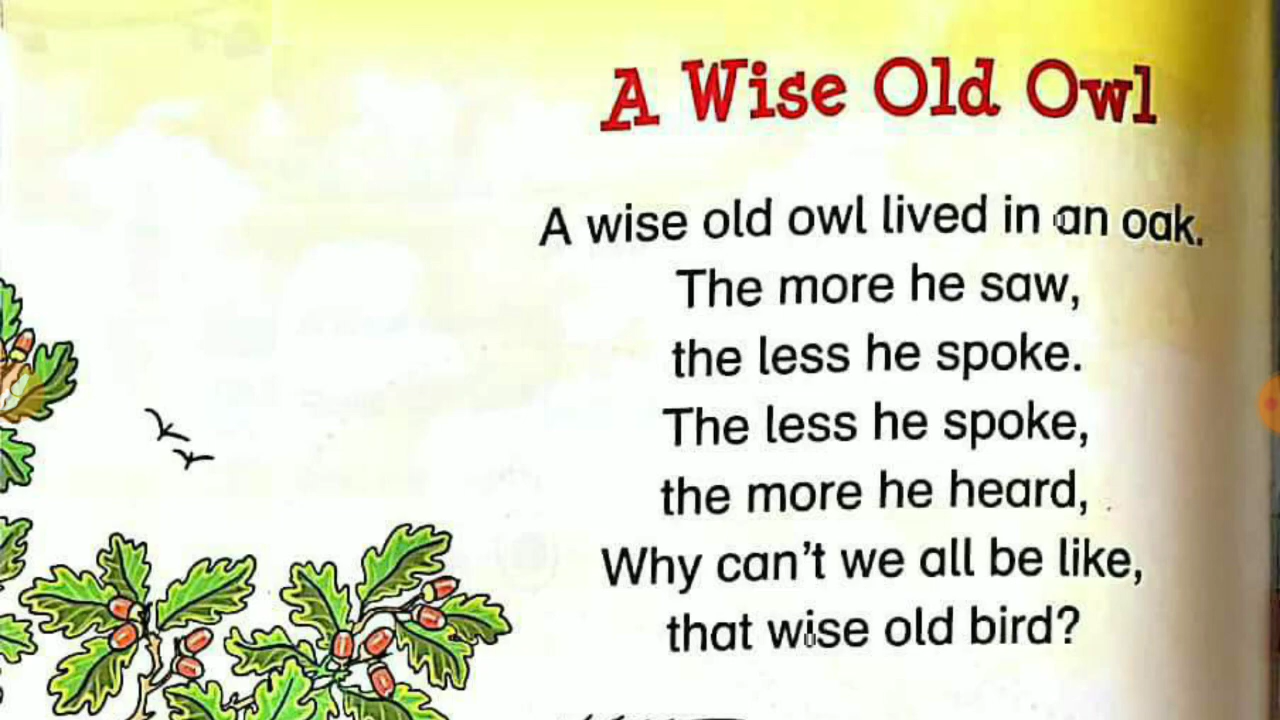 A Wise Old Owl
A wise old owl lived in an oak.
The more he saw,
the less he spoke.
The less he spoke,
the more he heard,
Why can't we all be like,
that wise old bird?